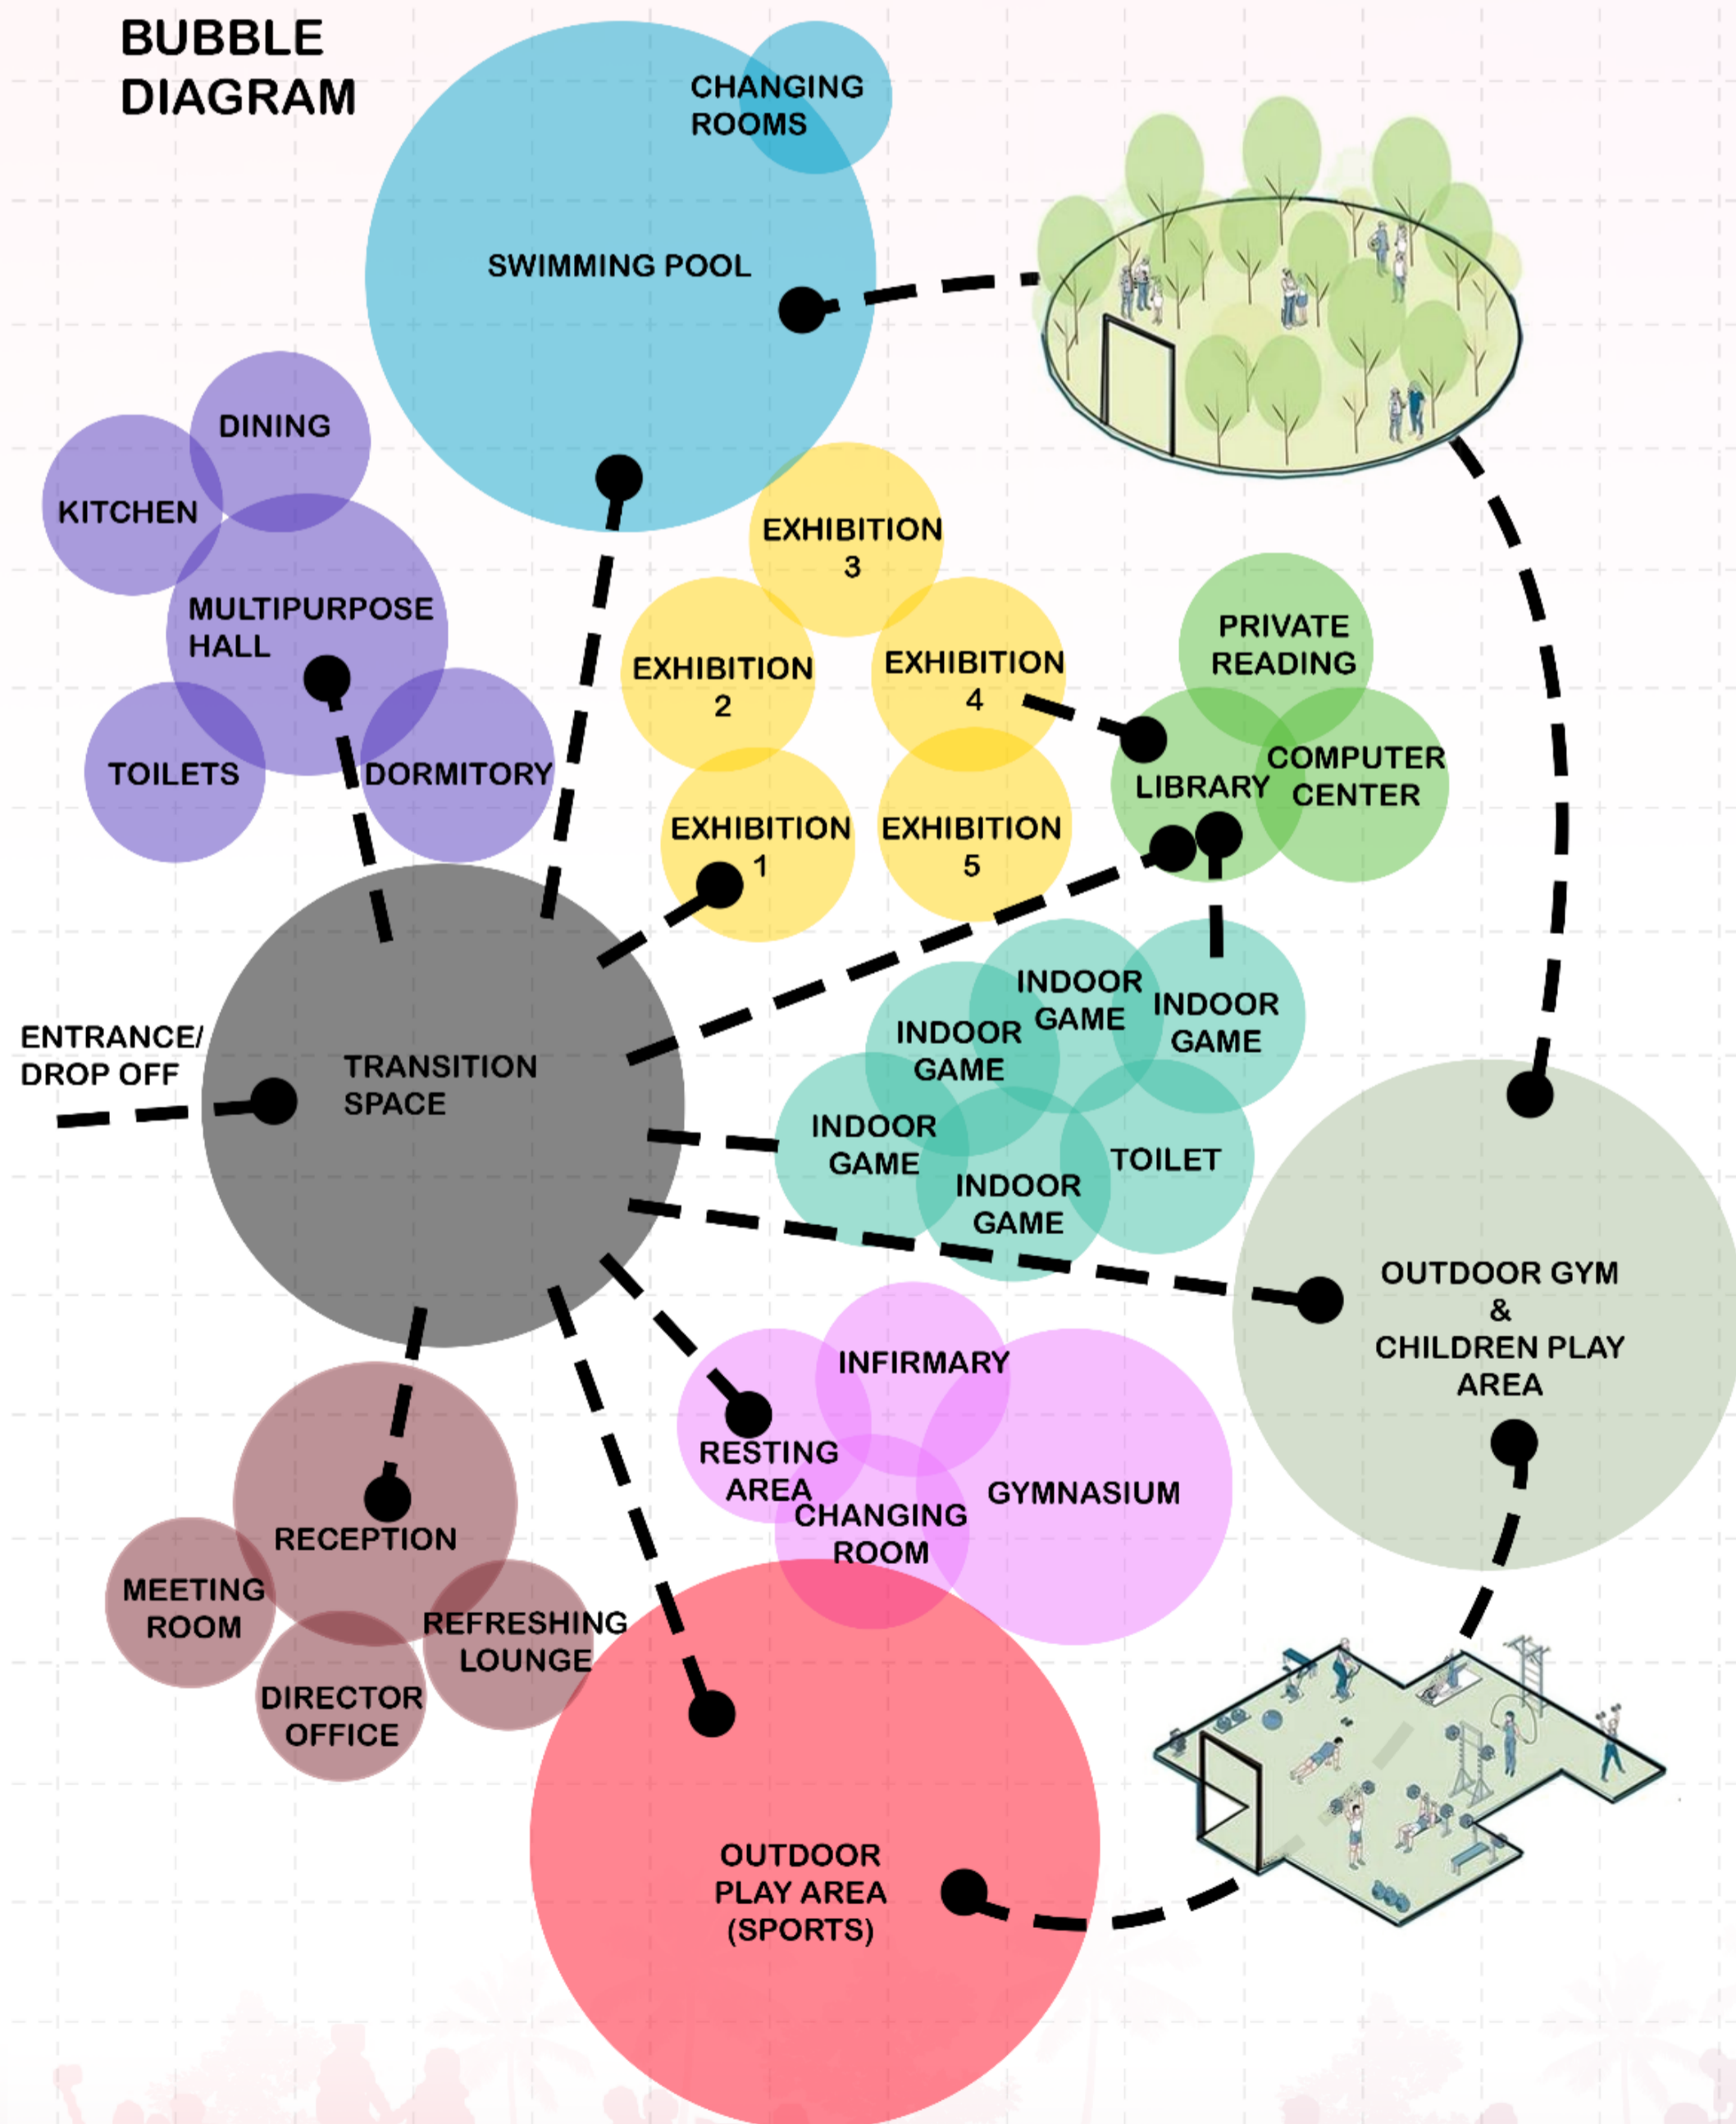 BUBBLE
DIAGRAM
CHANGING
ROOMS
SWIMMING POOL
DINING
KITCHEN
MULTIPURPOSE
HALL
TOILETS
DORMITORY
EXHIBITION
3
EXHIBITION
2
EXHIBITION
4
EXHIBITION
1
EXHIBITION
5
PRIVATE
READING
LIBRARY
COMPUTER
CENTER
ENTRANCE/
DROP OFF
TRANSITION
SPACE
INDOOR
GAME
INDOOR
GAME
INDOOR
GAME
INDOOR
GAME
INDOOR
GAME
TOILET
OUTDOOR GYM
&
CHILDREN PLAY
AREA
INFIRMARY
RESTING
AREA
CHANGING
ROOM
GYMNASIUM
RECEPTION
MEETING
ROOM
REFRESHING
LOUNGE
DIRECTOR
OFFICE
OUTDOOR
PLAY AREA
(SPORTS)